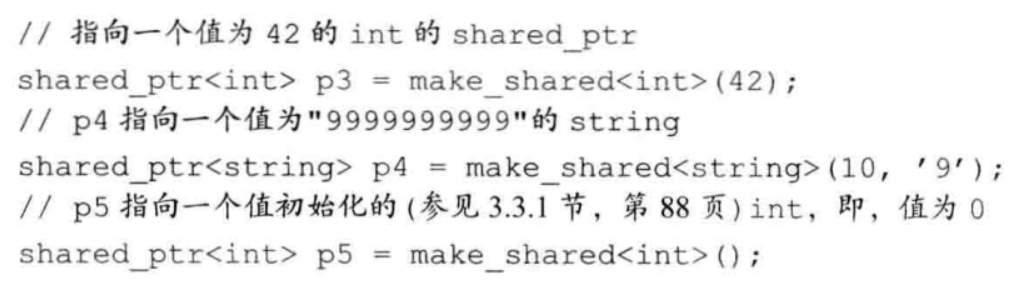 // 指向一个值为 42 的 int 的 shared_ptr
shared_ptr<int> p3 = make_shared<int>(42);
// p4 指向一个值为"9999999999"的 string
shared_ptr<string> p4 = make_shared<string>(10, '9');
// p5 指向一个值初始化的 (参见 3.3.1 节，第 88 页) int，即，值为 0
shared_ptr<int> p5 = make_shared<int>();